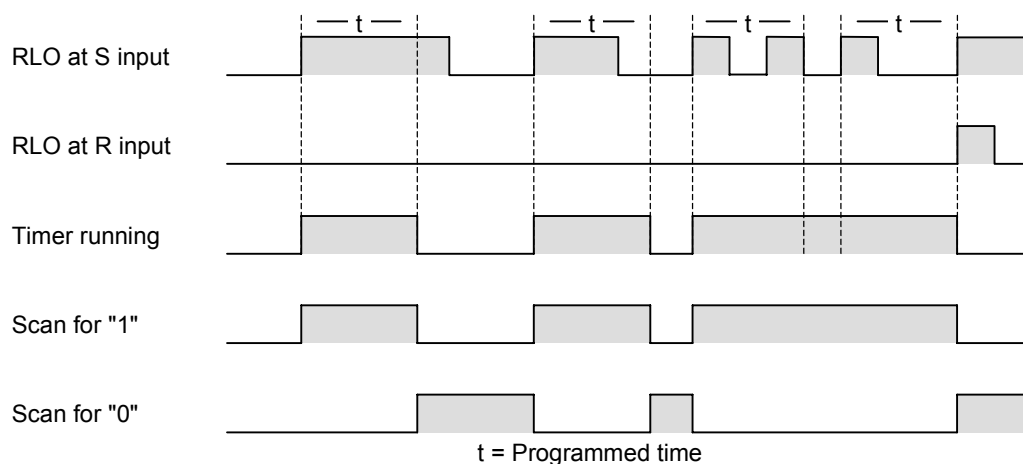 t t t t
RLO at S input
RLO at R input
Timer running
Scan for "1"
Scan for "0"
t = Programmed time